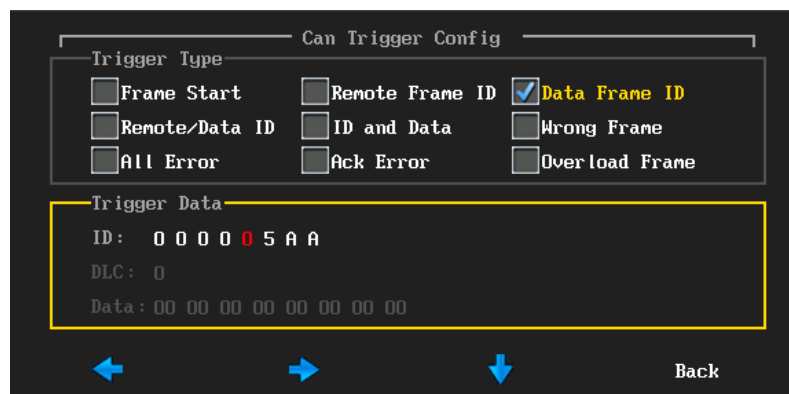 Can Trigger Config
Trigger Type
Frame Start Remote Frame ID Data Frame ID
Remote/Data ID ID and Data Wrong Frame
All Error Ack Error Overload Frame
Trigger Data
ID: 0 0 0 0 0 5 A A
DLC: 0
Data: 00 00 00 00 00 00 00 00
Back